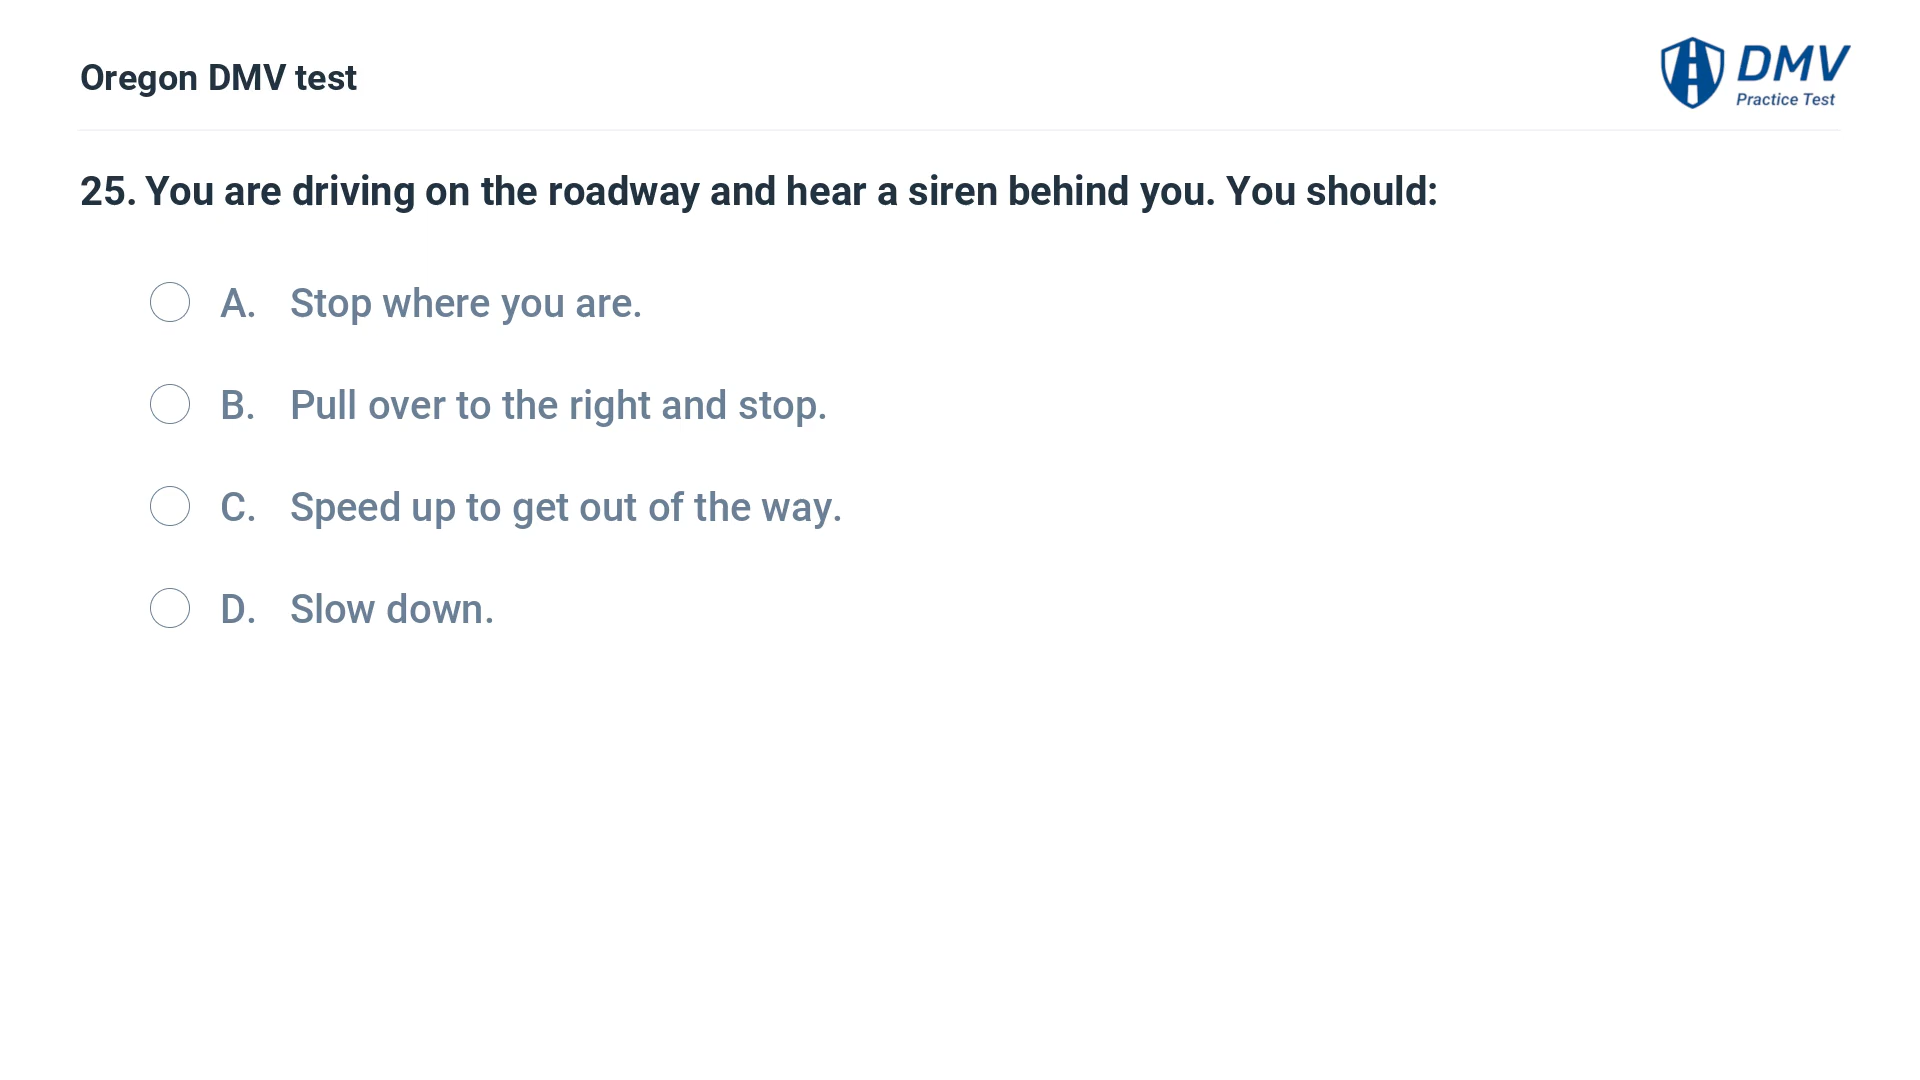 Oregon DMV test
DMV
Practice Test
25. You are driving on the roadway and hear a siren behind you. You should:
A. Stop where you are.
B. Pull over to the right and stop.
C. Speed up to get out of the way.
D. Slow down.